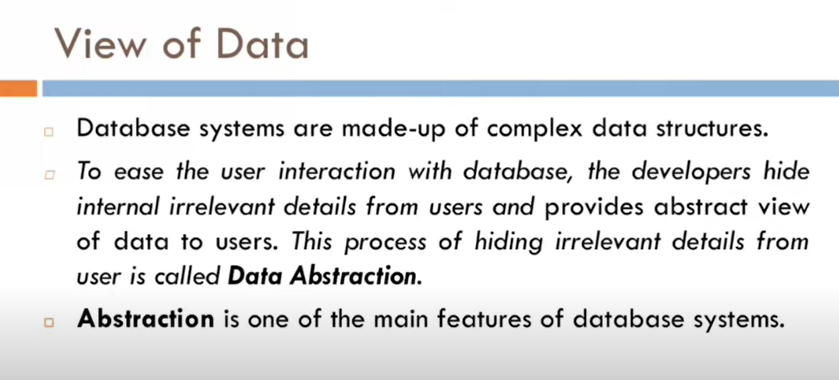 View of Data
Database systems are made-up of complex data structures.
To ease the user interaction with database, the developers hide
internal irrelevant details from users and provides abstract view
of data to users. This process of hiding irrelevant details from
user is called Data Abstraction.
Abstraction is one of the main features of database systems.